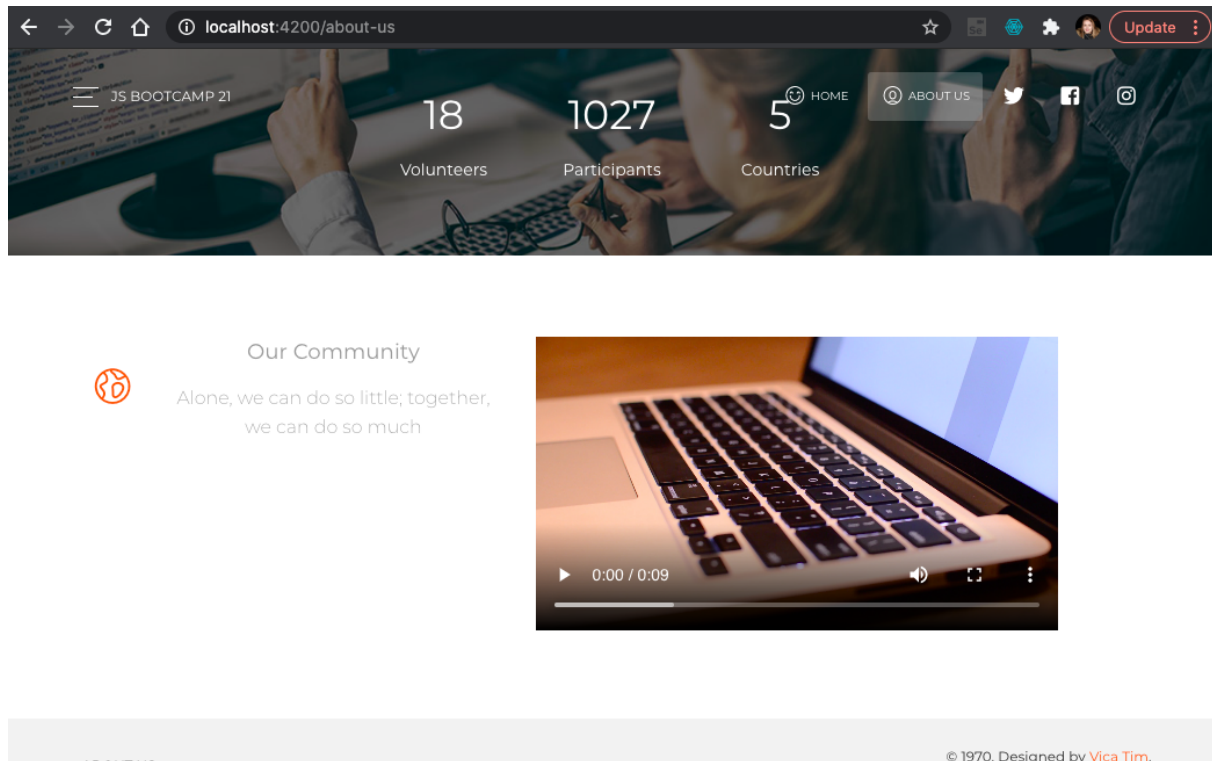 localhost:4200/about-us
Update
JS BOOTCAMP 21
HOME
ABOUT US
18
1027
5
Volunteers
Participants
Countries
Our Community
Alone, we can do so little; together,
we can do so much
0:00 / 0:09
© 1970. Designed by Vica Tim.